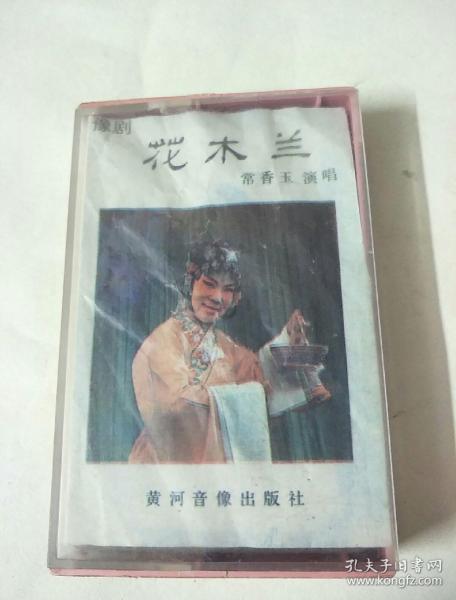 豫剧
花木兰
常香玉 演唱
黄河音像出版社
孔夫子旧书网
www.kongfz.com